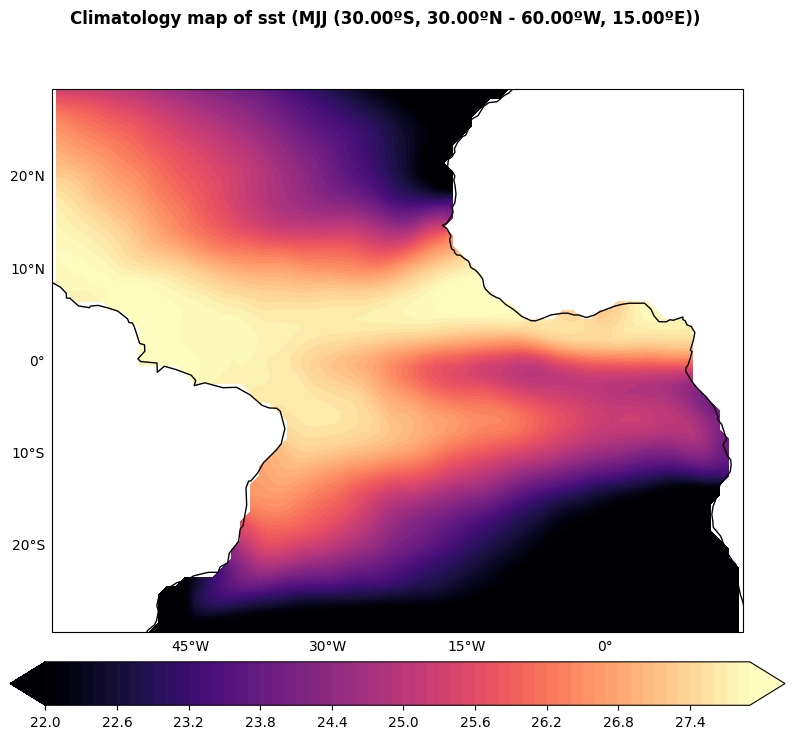 Climatology map of sst (MJJ (30.00ºS, 30.00ºN - 60.00ºW, 15.00ºE))
20°N
10°N
0°
10°S
20°S
45°W 30°W 15°W 0°
22.0 22.6 23.2 23.8 24.4 25.0 25.6 26.2 26.8 27.4